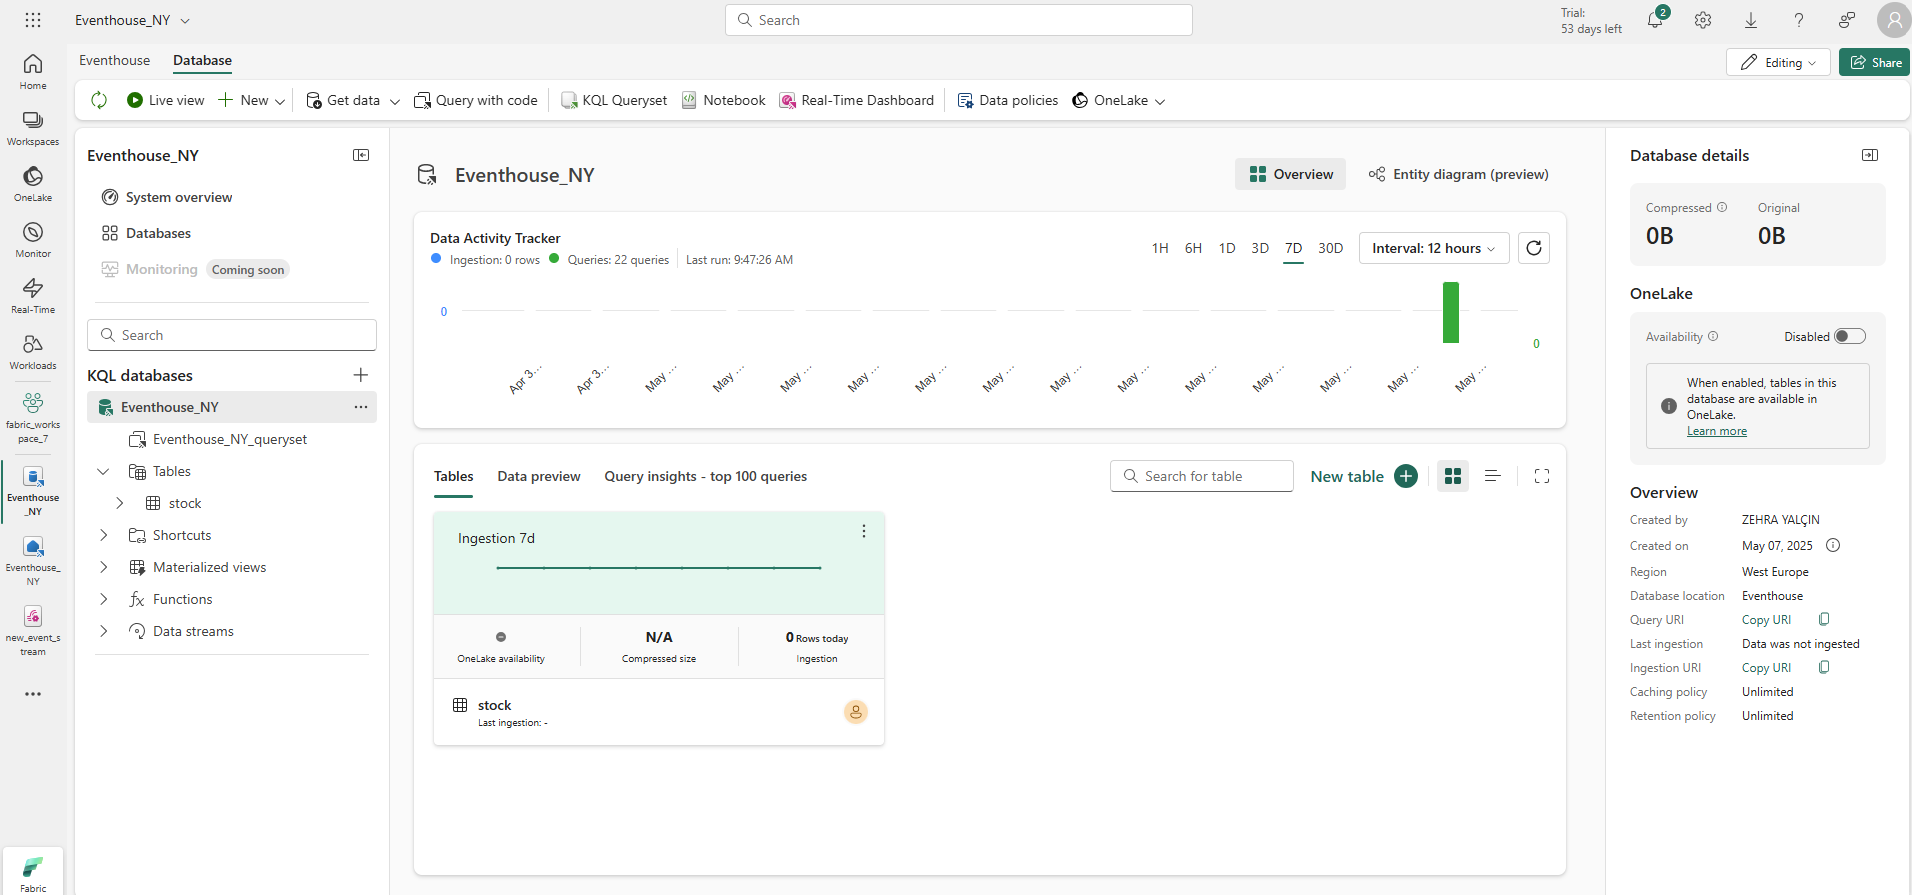 Eventhouse_NY
Search
Trial:
53 days left
2
Home
Workspaces
OneLake
Monitor
Real-Time
Workloads
fabric_works
pace_7
Eventhouse
_NY
Eventhouse_
NY
new_event_s
tream
Fabric
Eventhouse
Database
Editing
Share
Live view
New
Get data
Query with code
KQL Queryset
Notebook
Real-Time Dashboard
Data policies
OneLake
Eventhouse_NY
System overview
Databases
Monitoring
Coming soon
Search
KQL databases
Eventhouse_NY
Eventhouse_NY_queryset
Tables
stock
Shortcuts
Materialized views
Functions
Data streams
Eventhouse_NY
Overview
Entity diagram (preview)
Data Activity Tracker
Ingestion: 0 rows
Queries: 22 queries
Last run: 9:47:26 AM
1H
6H
1D
3D
7D
30D
Interval: 12 hours
0
0
Apr 3...
Apr 3...
May ...
May ...
May ...
May ...
May ...
May ...
May ...
May ...
May ...
May ...
May ...
May ...
May ...
Tables
Data preview
Query insights - top 100 queries
Search for table
New table
Ingestion 7d
OneLake availability
N/A
Compressed size
0 Rows today
Ingestion
stock
Last ingestion: -
Database details
Compressed
Original
0B
0B
OneLake
Availability
Disabled
When enabled, tables in this
database are available in
OneLake.
Learn more
Overview
Created by ZEHRA YALÇIN
Created on May 07, 2025
Region West Europe
Database location Eventhouse
Query URI Copy URI
Last ingestion Data was not ingested
Ingestion URI Copy URI
Caching policy Unlimited
Retention policy Unlimited